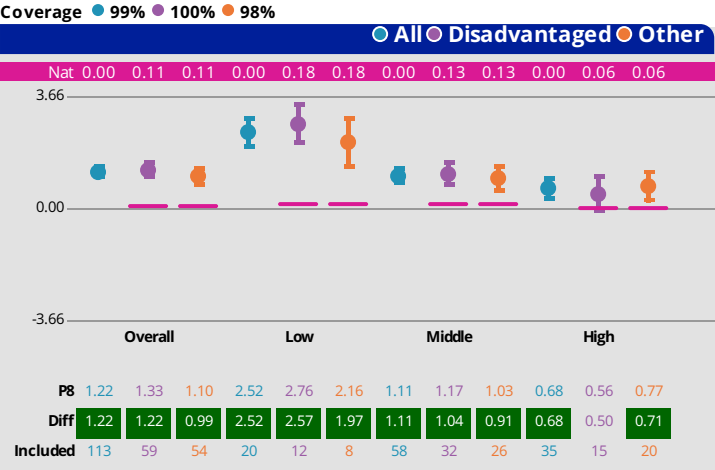 Coverage 99% 100% 98%
All Disadvantaged Other
Nat 0.00 0.11 0.11 0.00 0.18 0.18 0.00 0.13 0.13 0.00 0.06 0.06
3.66
0.00
-3.66
Overall Low Middle High
P8 1.22 1.33 1.10 2.52 2.76 2.16 1.11 1.17 1.03 0.68 0.56 0.77
Diff 1.22 1.22 0.99 2.52 2.57 1.97 1.11 1.04 0.91 0.68 0.50 0.71
Included 113 59 54 20 12 8 58 32 26 35 15 20